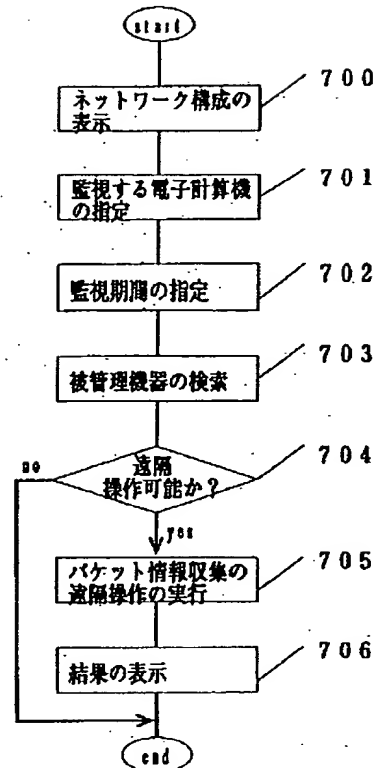 start
700
ネットワーク構成の
表示
701
監視する電子計算機
の指定
702
監視期間の指定
703
被管理機器の検索
704
no
遠隔
操作可能か?
yes
705
パケット情報収集の
遠隔操作の実行
706
結果の表示
end